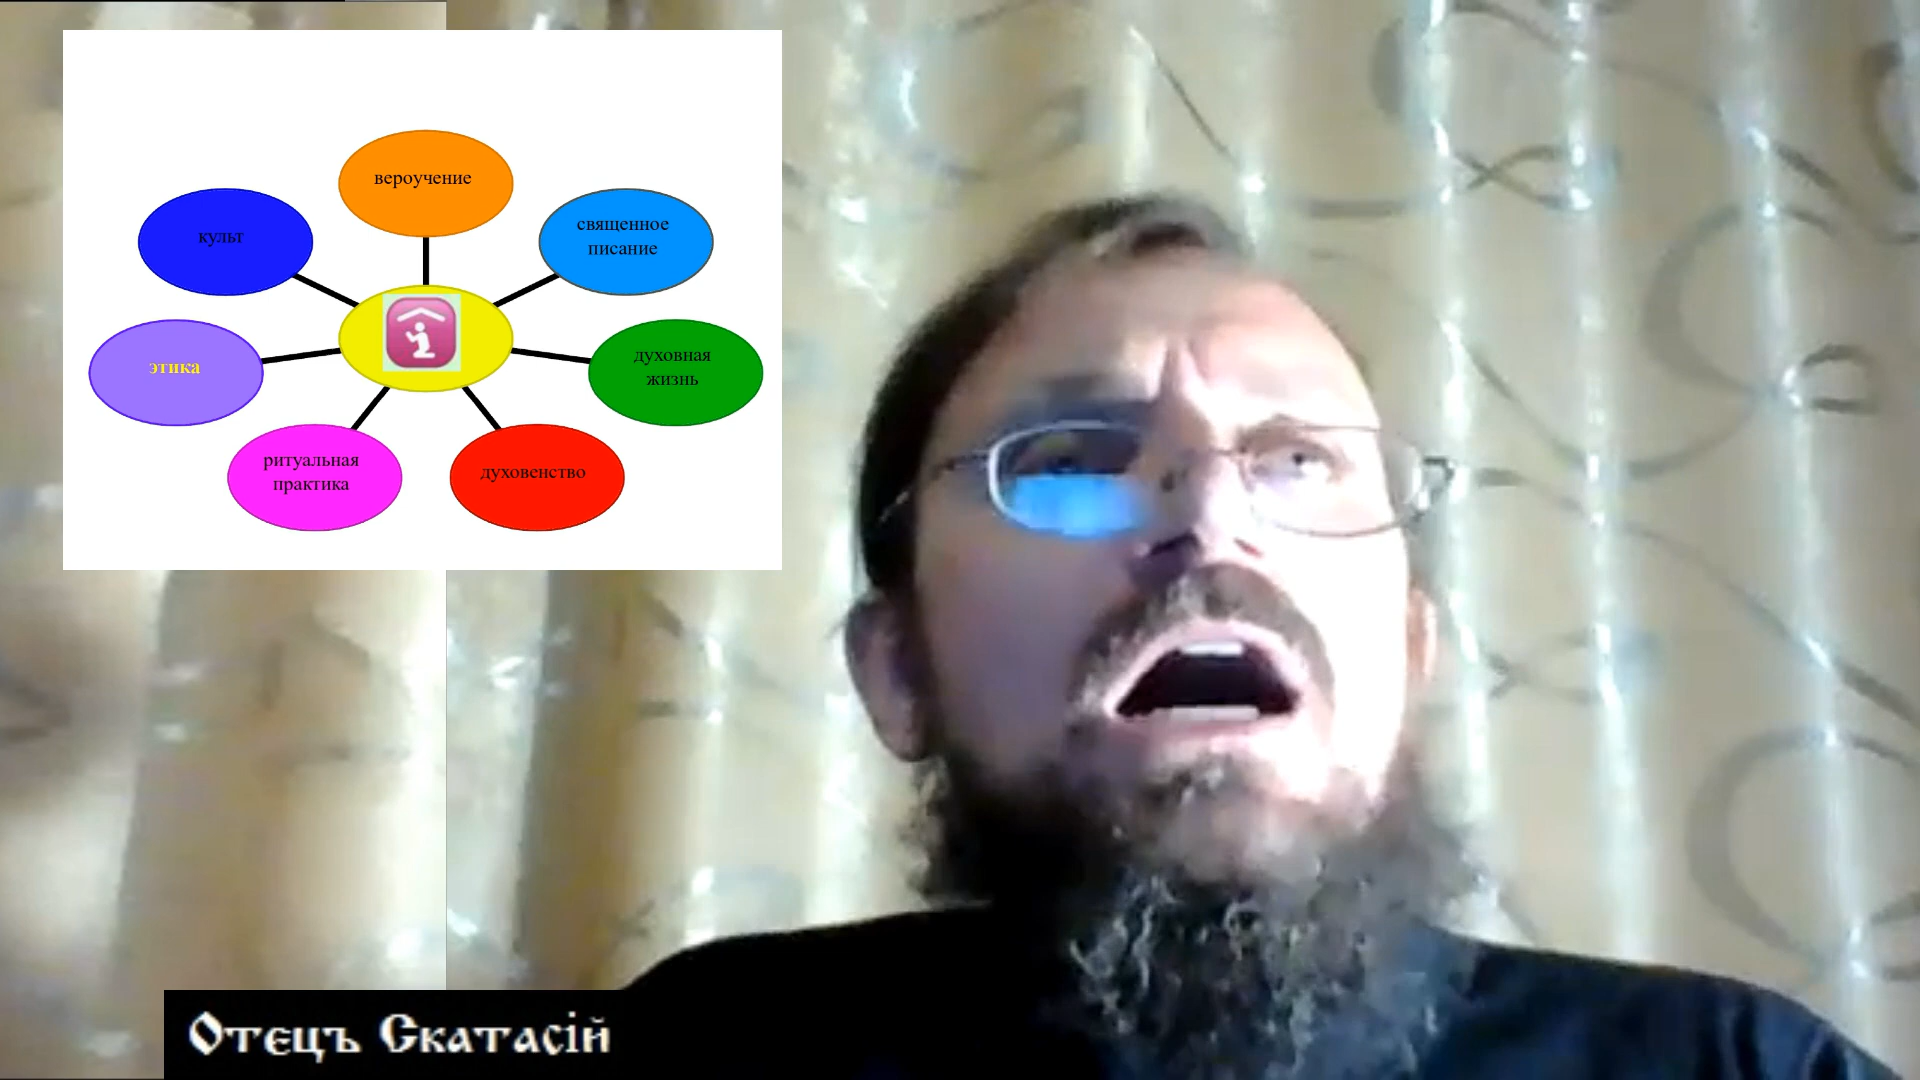 вероучение
культ
священное
писание
этика
духовная
жизнь
ритуальная
практика
духовенство
Отецъ Скатасій